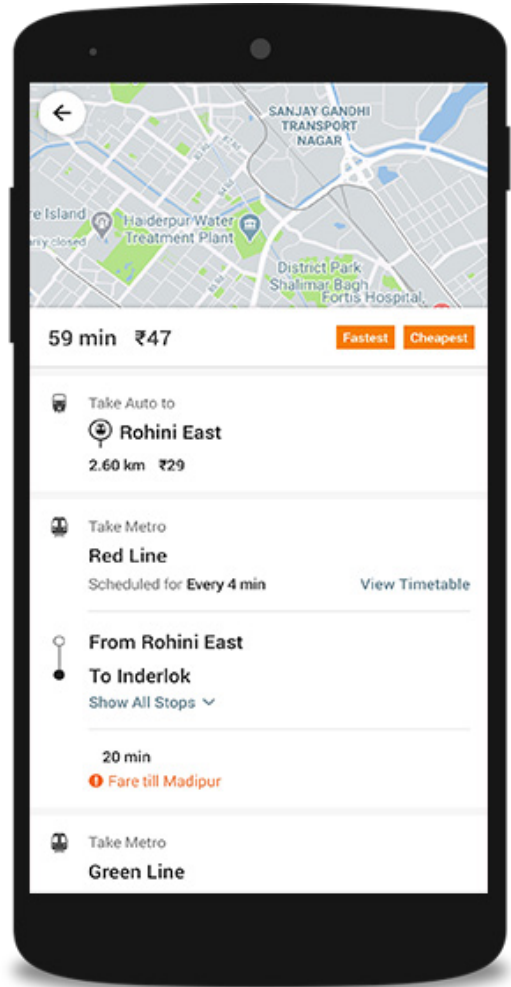 SANJAY GANDHI
TRANSPORT
NAGAR
re Island
Haiderpur Water
Treatment Plant
District Park
Shalimar Bagh
Fortis Hospital,
59 min ₹47
Fastest Cheapest
Take Auto to
Rohini East
2.60 km ₹29
Take Metro
Red Line
Scheduled for Every 4 min
View Timetable
From Rohini East
To Inderlok
Show All Stops
20 min
Fare till Madipur
Take Metro
Green Line